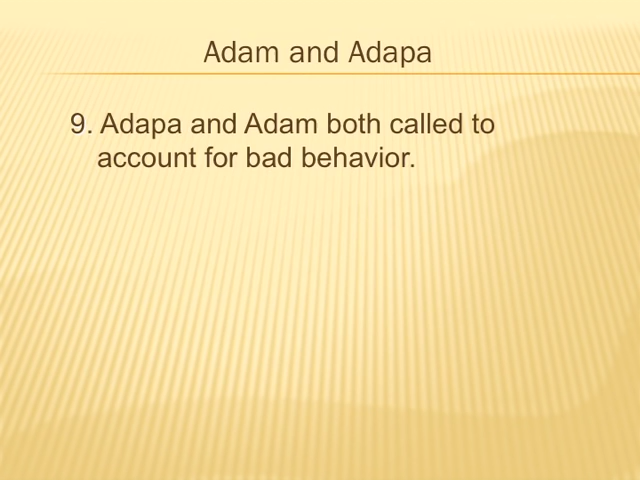 Adam and Adapa
9. Adapa and Adam both called to
account for bad behavior.